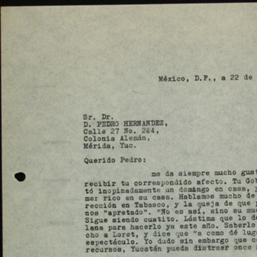 México, D.F., a 22 de
Sr. Dr.
D. PEDRO HERNANDEZ,
Calle 27 No. 264,
Colonia Alemán,
Mérida, Yuc.
Querido Pedro:
me da siempre mucho gust
recibir tu correspondido afecto. Tu Go
tó inopinadamente un domingo en casa, y
mer rico en su casa. Hablamos mucho de
rección en Tabasco, y la queja de que
nos "apretado". "No es así, sino su mu
Sigue siendo cuatito. Lástima que lo de
lana para hacerlo ya este año. Saberlo
cho a Loret, y dice que "a como dé lug
espectáculo. Yo dudo sin embargo que c
recursos, Yucatán pueda distraer once